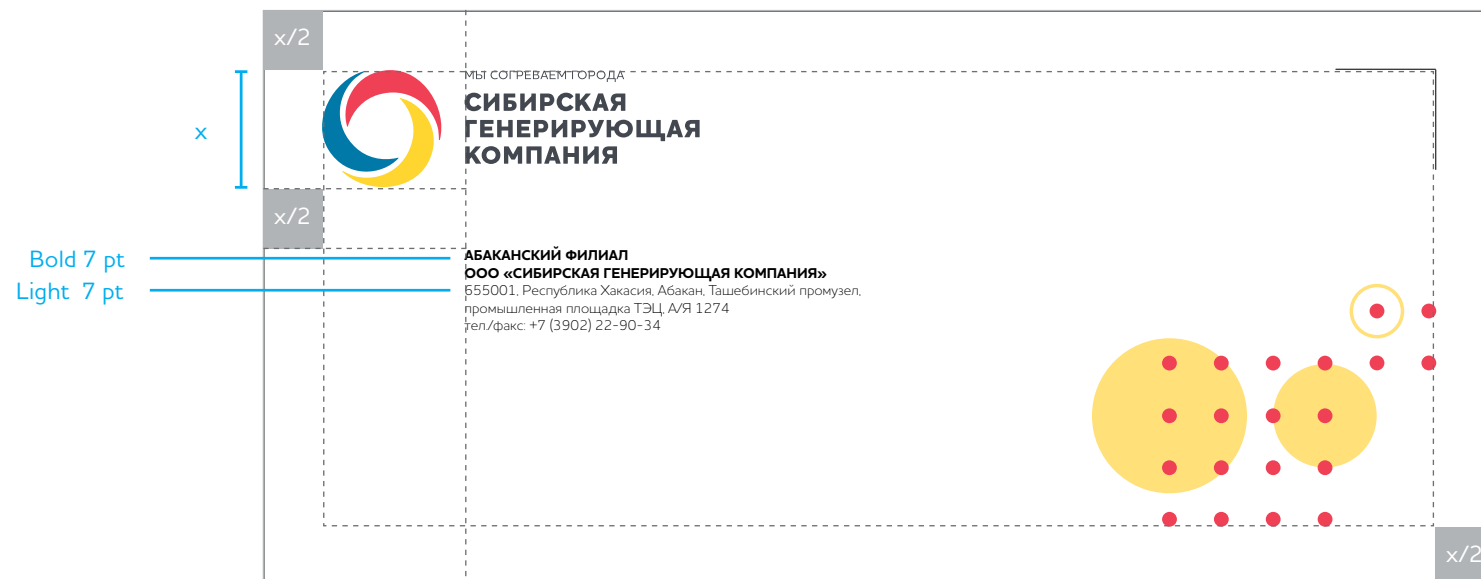 x/2
МЫ СОГРЕВАЕМ ГОРОДА
СИБИРСКАЯ
ГЕНЕРИРУЮЩАЯ
КОМПАНИЯ
x
x/2
Bold 7 pt
Light 7 pt
АБАКАНСКИЙ ФИЛИАЛ
ООО «СИБИРСКАЯ ГЕНЕРИРУЮЩАЯ КОМПАНИЯ»
655001, Республика Хакасия, Абакан, Ташебинский промузел,
промышленная площадка ТЭЦ, А/Я 1274
тел./факс: +7 (3902) 22-90-34
x/2